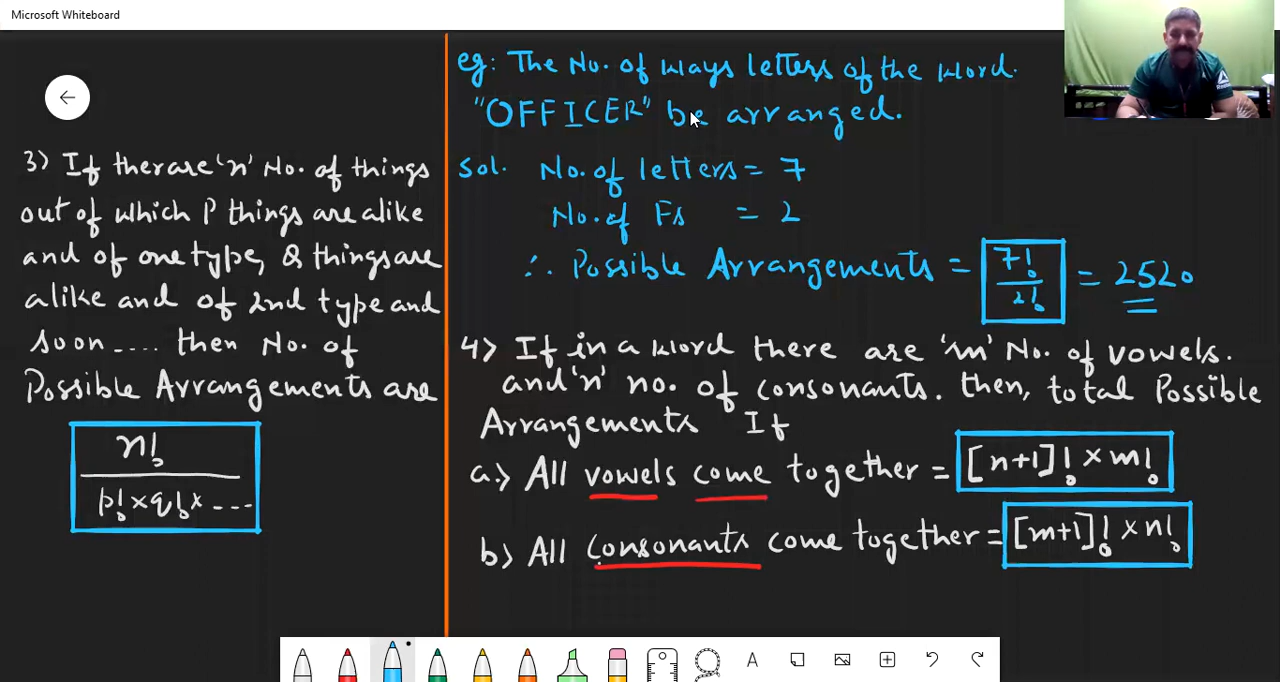 Microsoft Whiteboard
3) If there are 'n' No. of things
out of which P things are alike
and of one type, Q things are
alike and of 2nd type and
soon.... then No. of
Possible Arrangements are
n!
p! × q! × ---
eg: The No. of ways letters of the word.
"OFFICER" be arranged.
Sol. No. of letters = 7
No. of Fs = 2
∴ Possible Arrangements = 7!/2! = 2520
4) If in a word there are 'm' No. of vowels.
and 'n' no. of consonants. then, total Possible
Arrangements If
a.) All vowels come together = [n+1]! × m!
b) All consonants come together = [m+1]! × n!
A